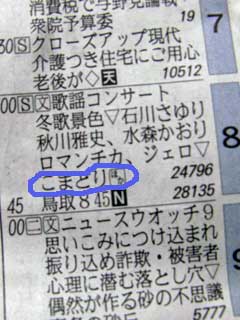 消費税で与野党論戦!
衆院予算委 19
30 S クローズアップ現代
介護つき住宅にご用心
老後が◇天 10512
00 S 文 歌謡コンサート
冬歌景色▽石川さゆり
秋川雅史、水森かおり
ロマンチカ、ジェロ▽
こまどり 24796
45 鳥取845N 28135
00 二 文 ニュースウオッチ9
思いこみにつけ込まれ
振り込め詐欺・被害者
心理に潜む落とし穴▽
偶然が作る砂の不思議
5777
7
8
9